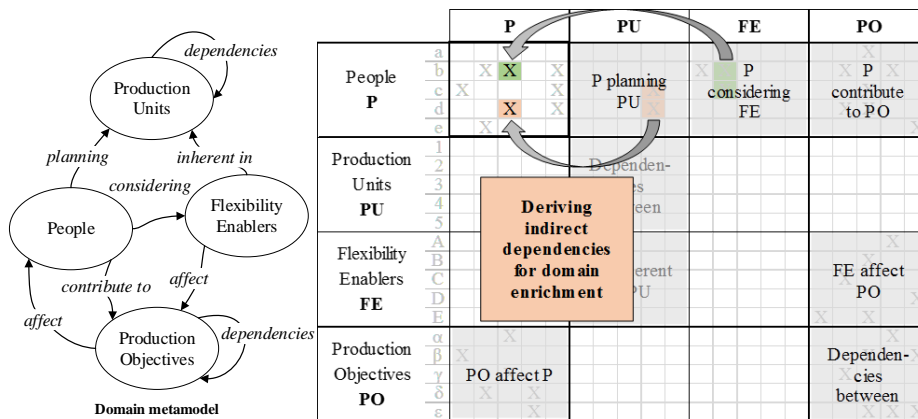 dependencies
Production
Units
planning
inherent in
considering
People
Flexibility
Enablers
contribute to
affect
affect
Production
Objectives
dependencies
Domain metamodel
P
PU
FE
PO
People
P
a
b
c
d
e
X
X
X
X
X
X
X
X
P planning
PU
X
P
considering
FE
X
P
contribute
to PO
X
X
X
X
Production
Units
PU
1
2
3
4
5
Dependen-
Deriving
indirect
dependencies
for domain
enrichment
Flexibility
Enablers
FE
A
B
C
D
E
PU
FE affect
PO
X
X
X
X
Production
Objectives
PO
α
β
γ
δ
ε
PO affect P
X
X
X
X
X
Dependen-
cies
between
X
X
X
X
X